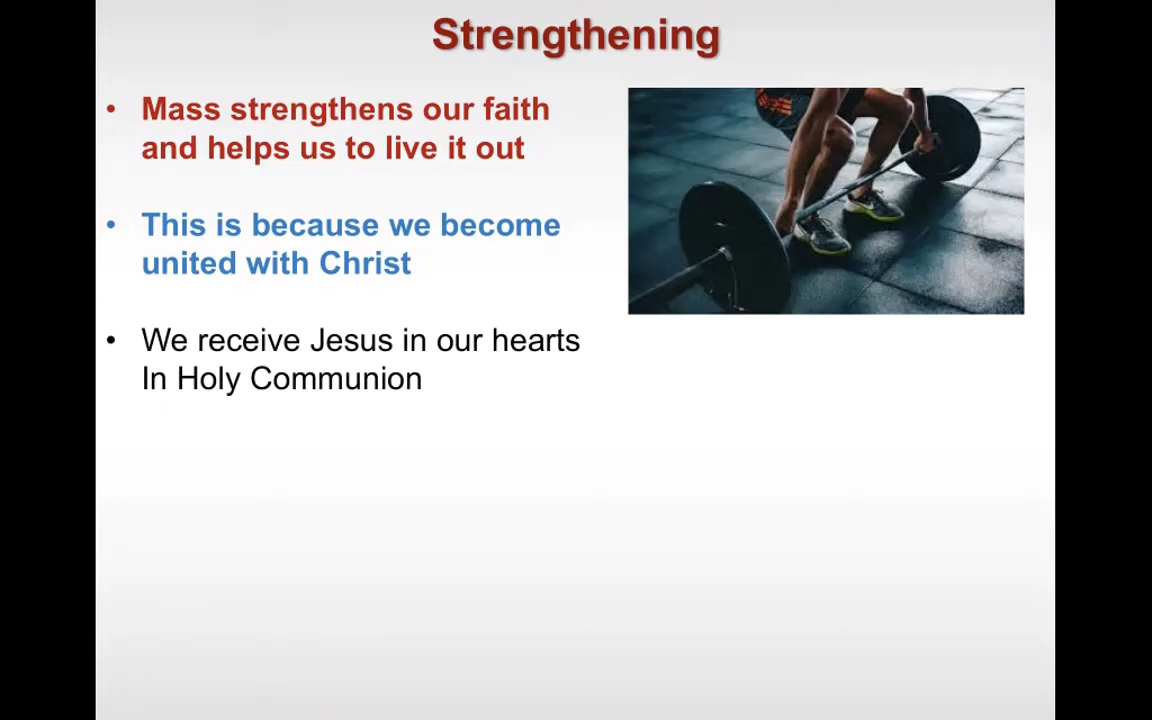 Strengthening
• Mass strengthens our faith
and helps us to live it out
• This is because we become
united with Christ
• We receive Jesus in our hearts
In Holy Communion